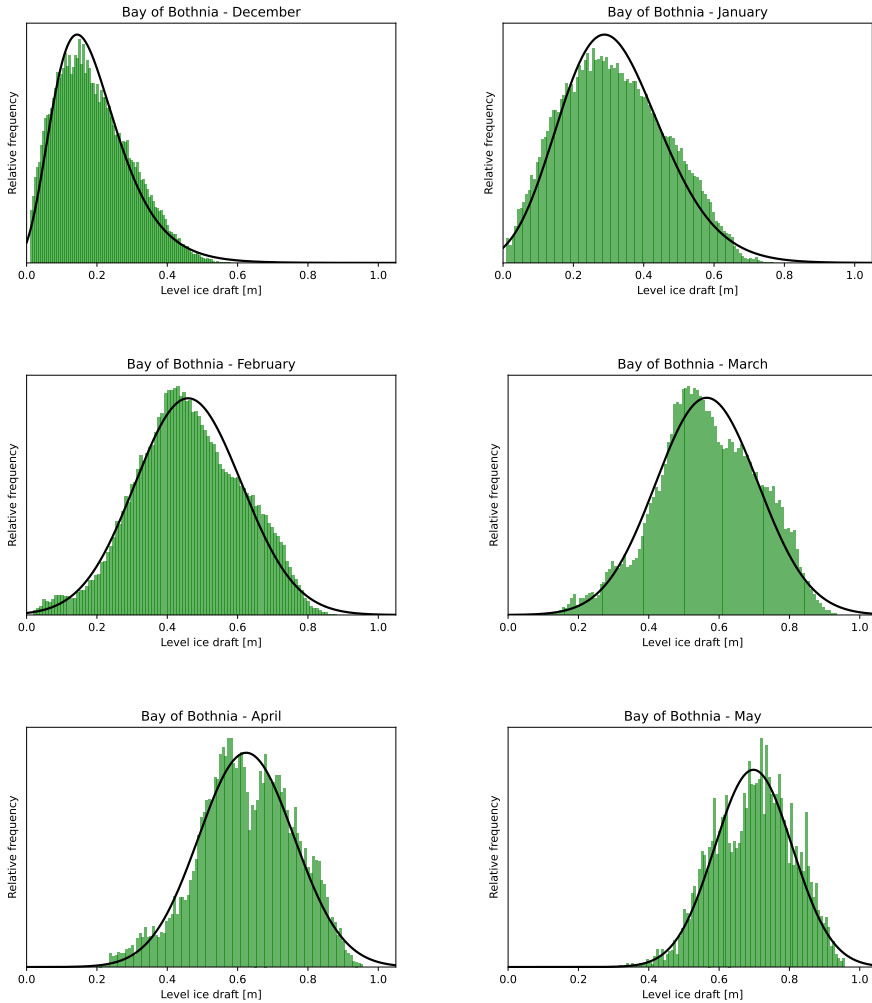 Bay of Bothnia - December
Relative frequency
0.0 0.2 0.4 0.6 0.8 1.0
Level ice draft [m]
Bay of Bothnia - January
Relative frequency
0.0 0.2 0.4 0.6 0.8 1.0
Level ice draft [m]
Bay of Bothnia - February
Relative frequency
0.0 0.2 0.4 0.6 0.8 1.0
Level ice draft [m]
Bay of Bothnia - March
Relative frequency
0.0 0.2 0.4 0.6 0.8 1.0
Level ice draft [m]
Bay of Bothnia - April
Relative frequency
0.0 0.2 0.4 0.6 0.8 1.0
Level ice draft [m]
Bay of Bothnia - May
Relative frequency
0.0 0.2 0.4 0.6 0.8 1.0
Level ice draft [m]